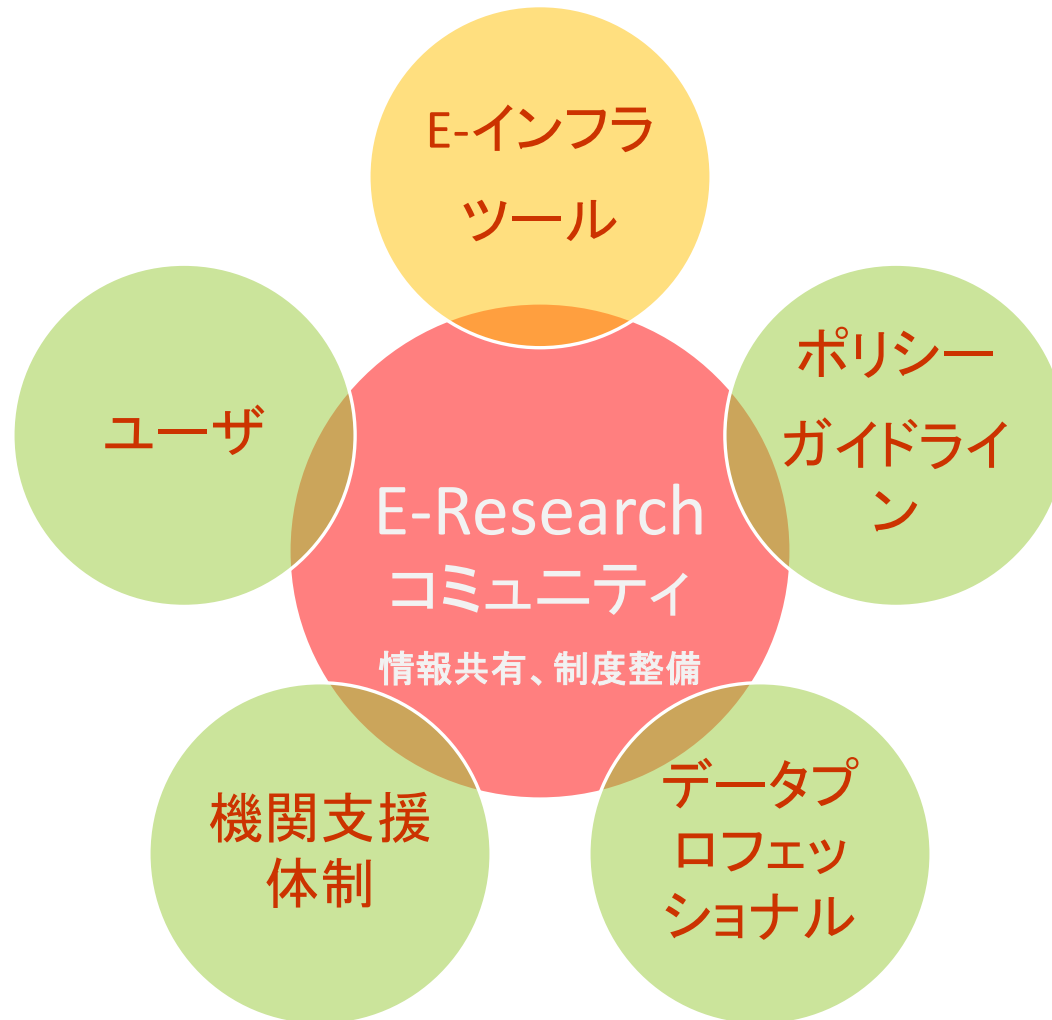 E-インフラ
ツール
ポリシー
ガイドライ
ン
ユーザ
E-Research
コミュニティ
情報共有、制度整備
データプ
ロフェッ
ショナル
機関支援
体制